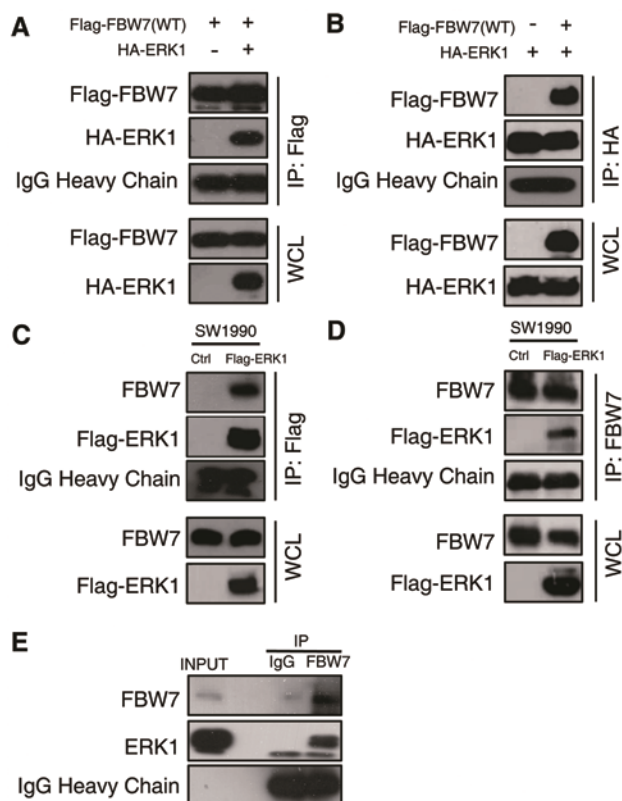 A
Flag-FBW7(WT) + +
HA-ERK1 - +
Flag-FBW7
HA-ERK1
IgG Heavy Chain
IP: Flag
Flag-FBW7
HA-ERK1
WCL
B
Flag-FBW7(WT) - +
HA-ERK1 + +
Flag-FBW7
HA-ERK1
IgG Heavy Chain
IP: HA
Flag-FBW7
HA-ERK1
WCL
C
SW1990
Ctrl Flag-ERK1
FBW7
Flag-ERK1
IgG Heavy Chain
IP: Flag
FBW7
Flag-ERK1
WCL
D
SW1990
Ctrl Flag-ERK1
FBW7
Flag-ERK1
IgG Heavy Chain
IP: FBW7
FBW7
Flag-ERK1
WCL
E
IP
INPUT IgG FBW7
FBW7
ERK1
IgG Heavy Chain